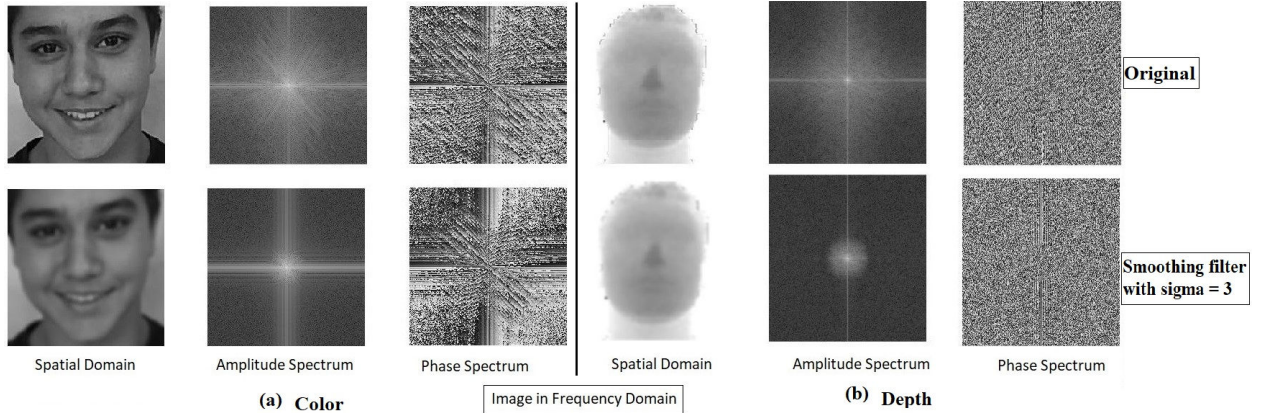 Original
Smoothing filter
with sigma = 3
Spatial Domain
Amplitude Spectrum
Phase Spectrum
Spatial Domain
Amplitude Spectrum
Phase Spectrum
(a) Color
Image in Frequency Domain
(b) Depth